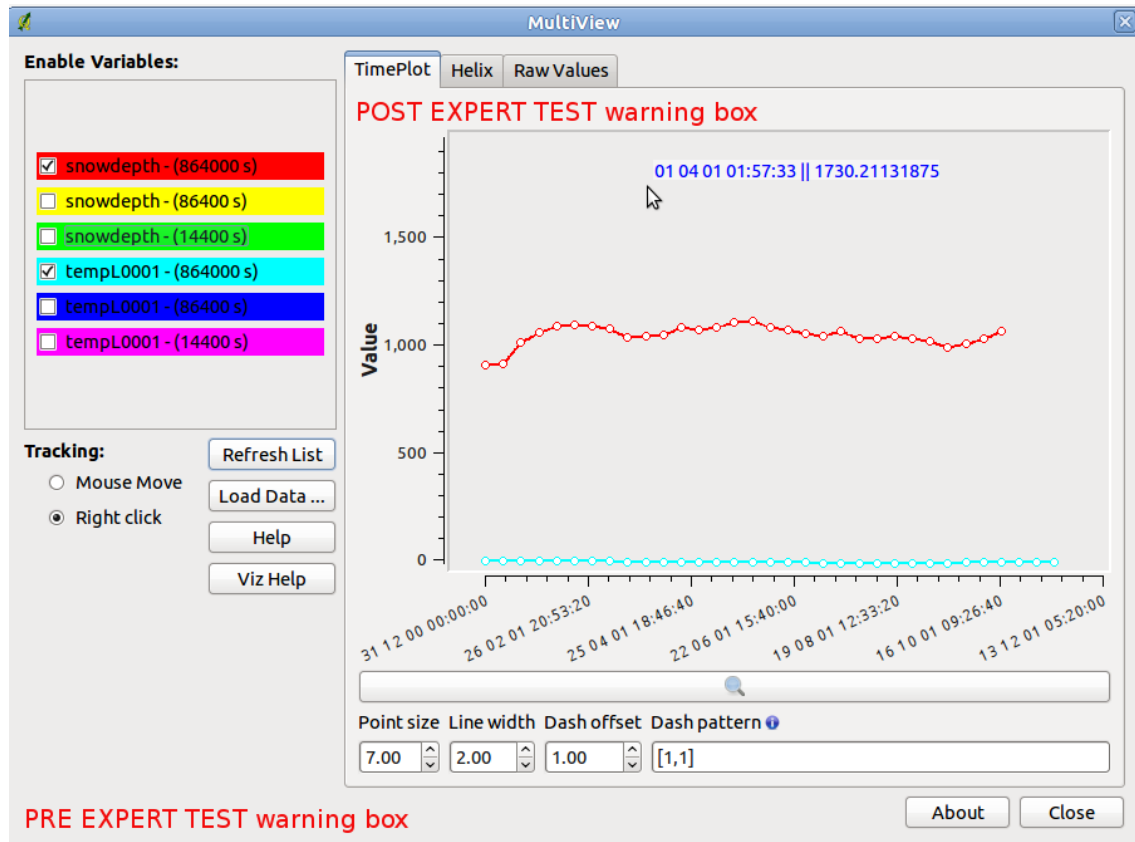 MultiView
Enable Variables:
snowdepth - (864000 s)
snowdepth - (86400 s)
snowdepth - (14400 s)
tempL0001 - (864000 s)
tempL0001 - (86400 s)
tempL0001 - (14400 s)
Tracking:
Mouse Move
Right click
Refresh List
Load Data ...
Help
Viz Help
TimePlot Helix Raw Values
POST EXPERT TEST warning box
01 04 01 01:57:33 || 1730.21131875
Value
1,500
1,000
500
0
31 12 00 00:00:00
26 02 01 20:53:20
25 04 01 18:46:40
22 06 01 15:40:00
19 08 01 12:33:20
16 10 01 09:26:40
13 12 01 05:20:00
Point size Line width Dash offset Dash pattern
7.00 2.00 1.00 [1,1]
PRE EXPERT TEST warning box
About Close